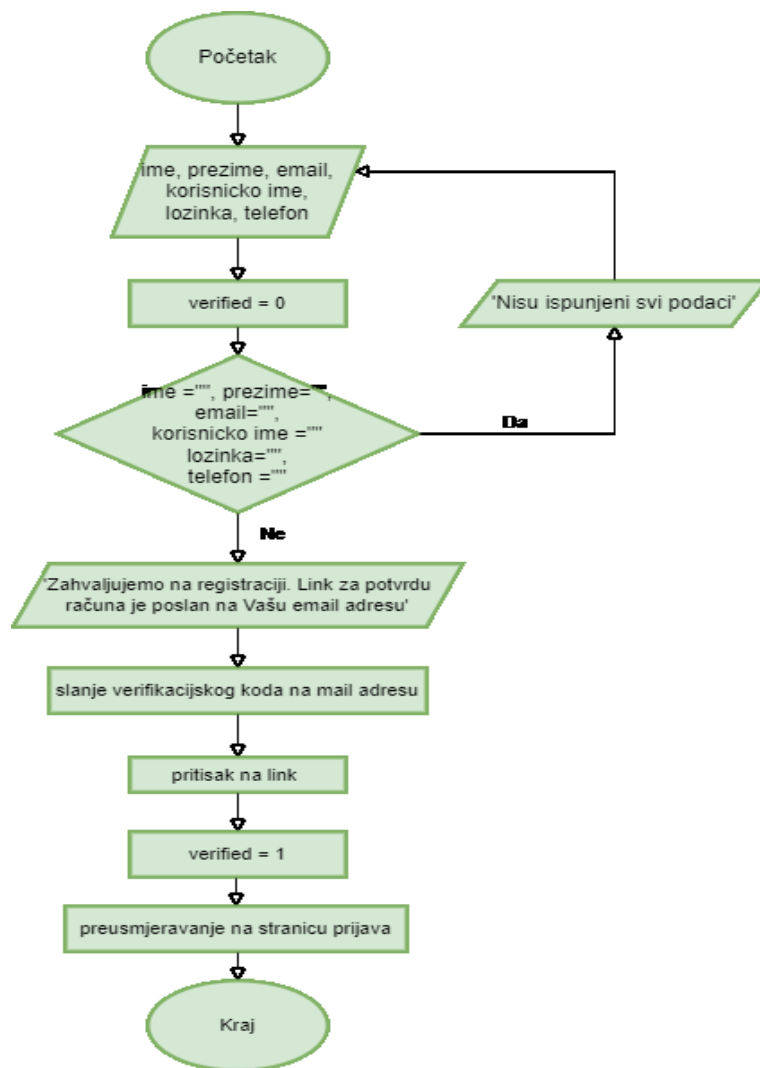 Početak
ime, prezime, email,
korisnicko ime,
lozinka, telefon
verified = 0
'Nisu ispunjeni svi podaci'
ime ="", prezime="",
email="",
korisnicko ime =""
lozinka="",
telefon =""
Da
Ne
'Zahvaljujemo na registraciji. Link za potvrdu
računa je poslan na Vašu email adresu'
slanje verifikacijskog koda na mail adresu
pritisak na link
verified = 1
preusmjeravanje na stranicu prijava
Kraj